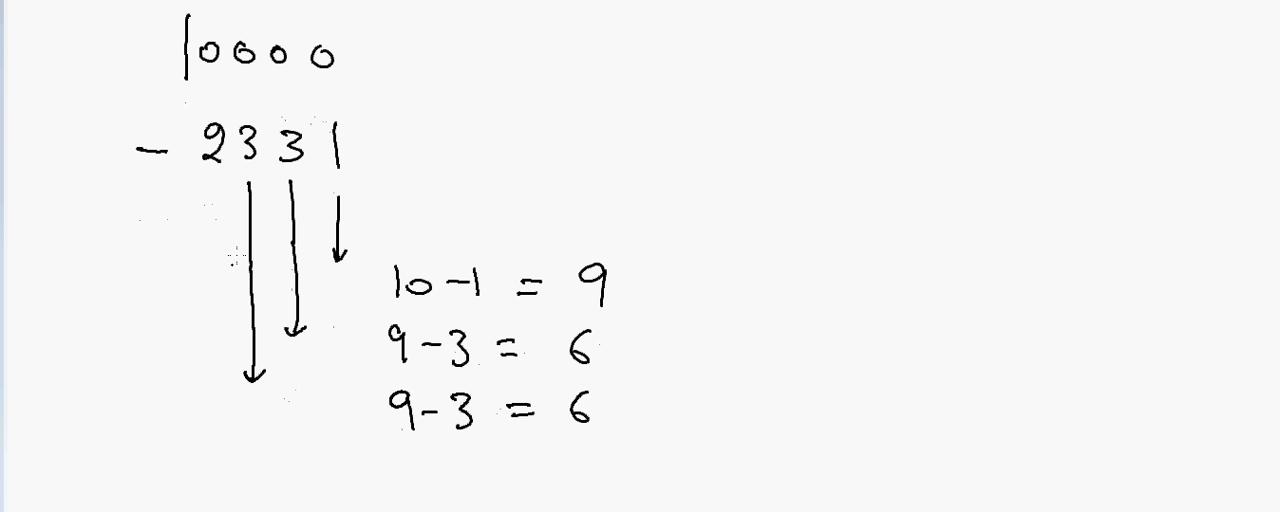 10000
- 2331
10-1 = 9
9-3 = 6
9-3 = 6